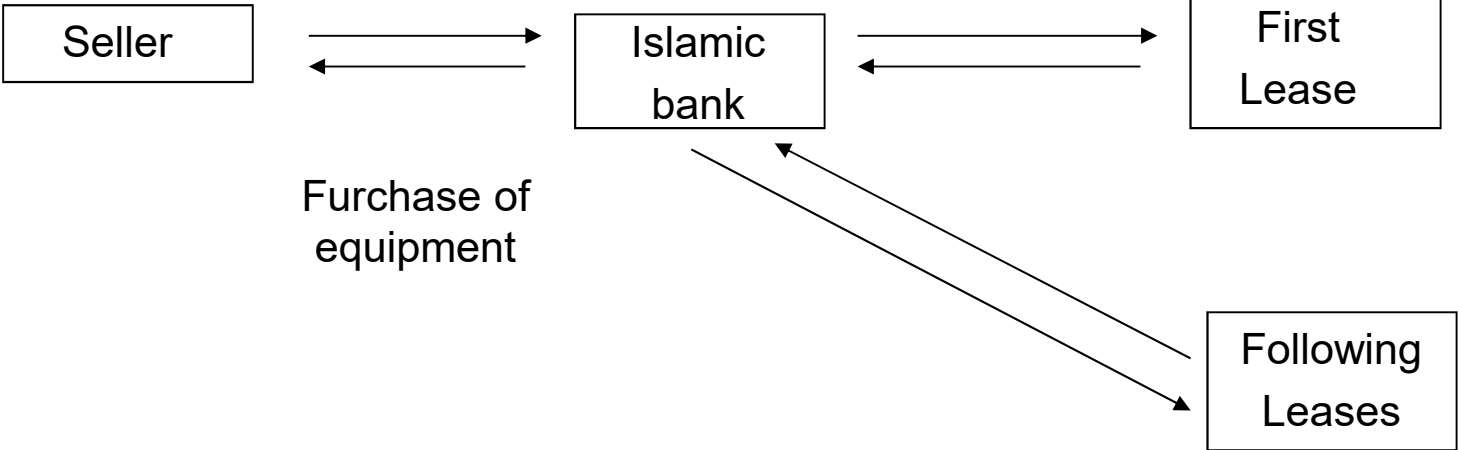 Seller
Islamic
bank
First
Lease
Furchase of
equipment
Following
Leases